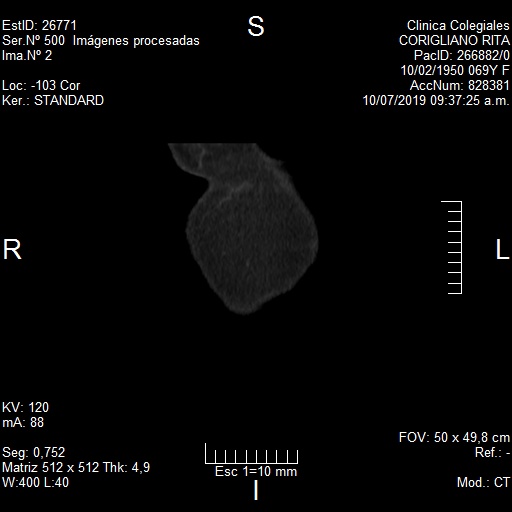 EstID: 26771
Ser.Nº 500  Imágenes procesadas
Ima.Nº 2
Loc: -103 Cor
Ker.: STANDARD
S
Clinica Colegiales
CORIGLIANO RITA
PacID: 266882/0
10/02/1950 069Y F
AccNum: 828381
10/07/2019 09:37:25 a.m.
R
L
KV: 120
mA: 88
Seg: 0,752
Matriz 512 x 512 Thk: 4,9
W:400 L:40
Esc 1=10 mm
I
FOV: 50 x 49,8 cm
Ref.: -
Mod.: CT